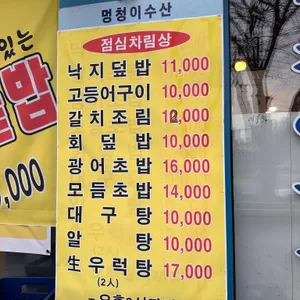 멍청이수산
점심차림상
낙지덮밥 11,000
고등어구이 10,000
갈치조림 12,000
회덮밥 10,000
광어초밥 16,000
모듬초밥 14,000
대구탕 10,000
알탕 10,000
生우럭탕 17,000
(2人)
있는
밥
,000